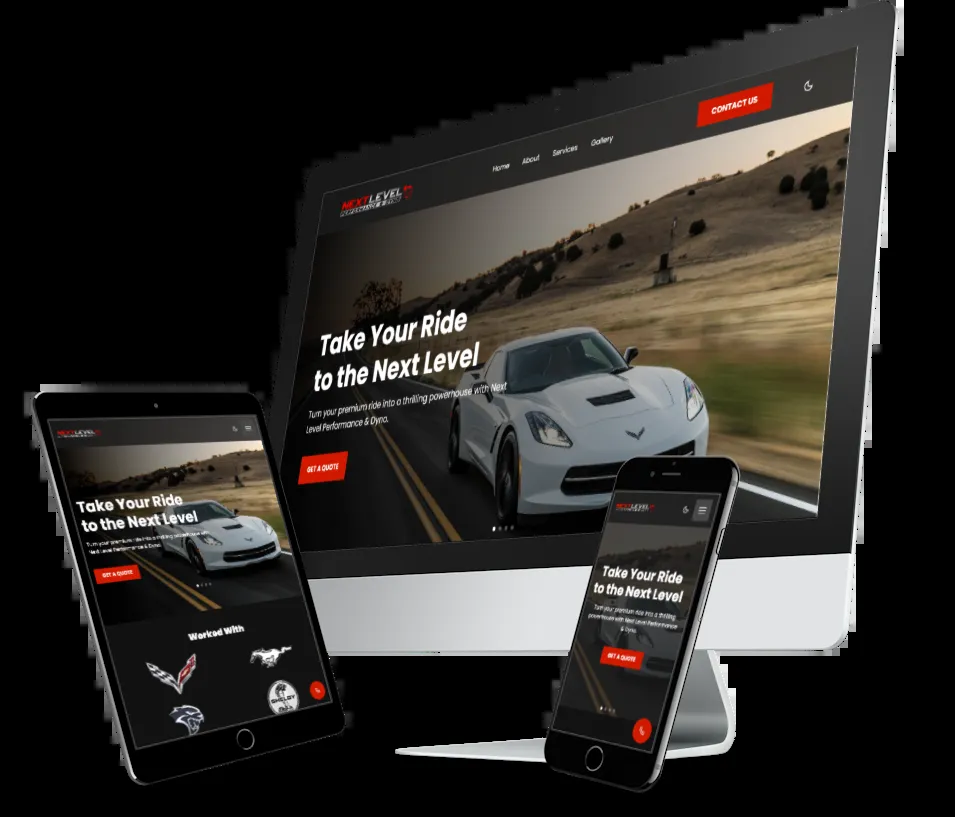 CONTACT US
Home About Services Gallery
NEXT LEVEL
PERFORMANCE & DYNO
Take Your Ride
to the Next Level
Turn your premium ride into a thrilling powerhouse with Next
Level Performance & Dyno.
GET A QUOTE
NEXT LEVEL
Take Your Ride
to the Next Level
Turn your premium ride into a thrilling powerhouse with
Next Level Performance & Dyno.
GET A QUOTE
Worked With
SHELBY
NEXT LEVEL
Take Your Ride
to the Next Level
Turn your premium ride into a thrilling
powerhouse with Next Level Performance
& Dyno.
GET A QUOTE